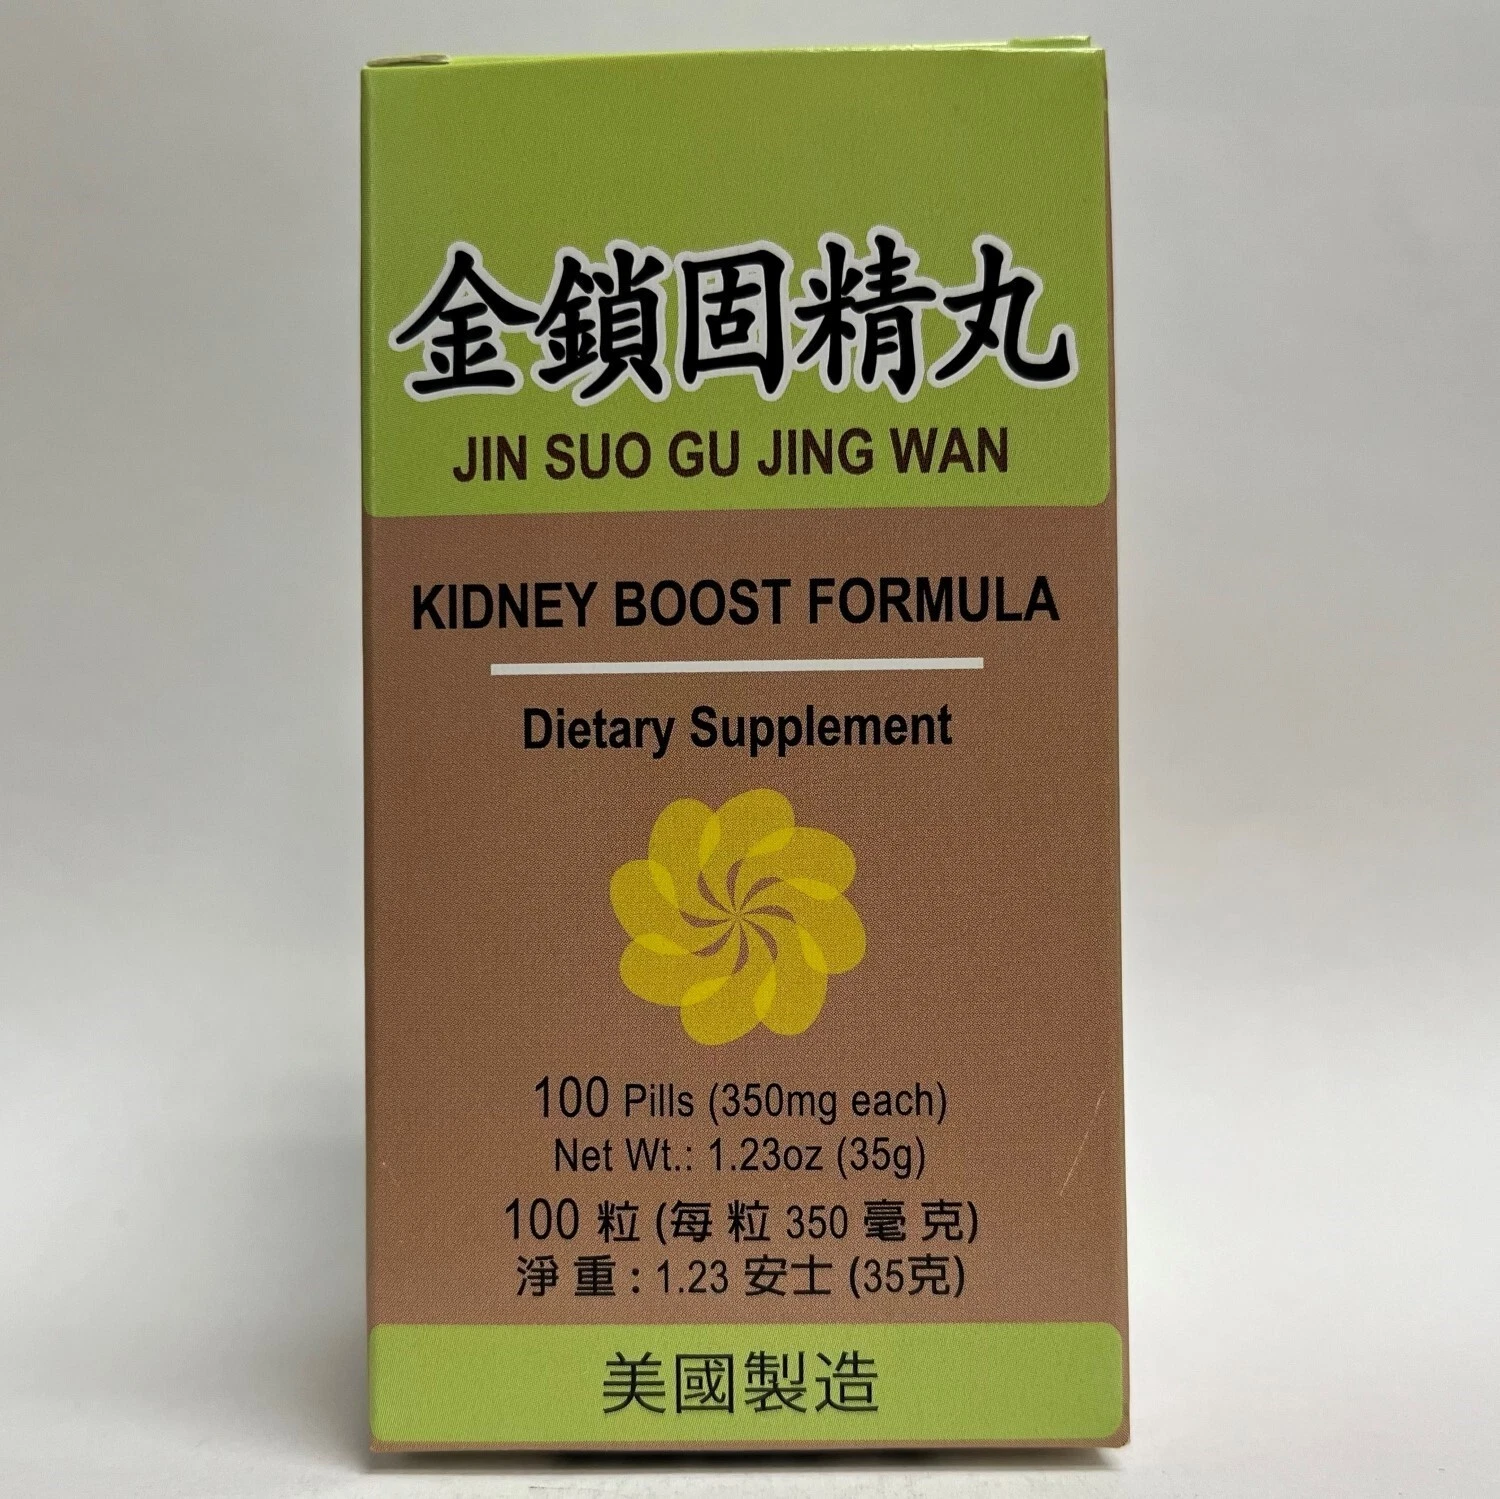 金鎖固精丸
JIN SUO GU JING WAN
KIDNEY BOOST FORMULA
Dietary Supplement
100 Pills (350mg each)
Net Wt.: 1.23oz (35g)
100 粒 (每 粒 350 毫 克)
淨 重 : 1.23 安士 (35克)
美國製造